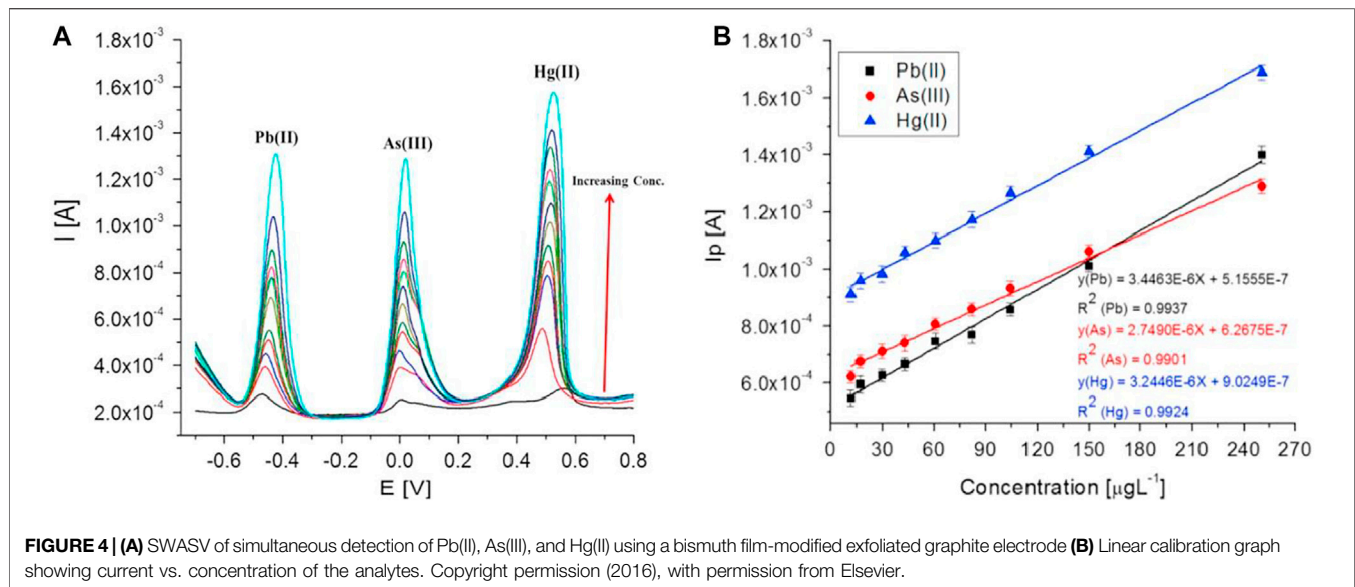 A
1.8x10⁻³
1.6x10⁻³
1.4x10⁻³
1.2x10⁻³
1.0x10⁻³
8.0x10⁻⁴
6.0x10⁻⁴
4.0x10⁻⁴
2.0x10⁻⁴
I [A]
Pb(II)
As(III)
Hg(II)
Increasing Conc.
-0.6 -0.4 -0.2 0.0 0.2 0.4 0.6 0.8
E [V]
B
1.8x10⁻³
1.6x10⁻³
1.4x10⁻³
1.2x10⁻³
1.0x10⁻³
8.0x10⁻⁴
6.0x10⁻⁴
Ip [A]
Pb(II)
As(III)
Hg(II)
y(Pb) = 3.4463E-6X + 5.1555E-7
R² (Pb) = 0.9937
y(As) = 2.7490E-6X + 6.2675E-7
R² (As) = 0.9901
y(Hg) = 3.2446E-6X + 9.0249E-7
R² (Hg) = 0.9924
0 30 60 90 120 150 180 210 240 270
Concentration [µgL⁻¹]
FIGURE 4 | (A) SWASV of simultaneous detection of Pb(II), As(III), and Hg(II) using a bismuth film-modified exfoliated graphite electrode (B) Linear calibration graph
showing current vs. concentration of the analytes. Copyright permission (2016), with permission from Elsevier.